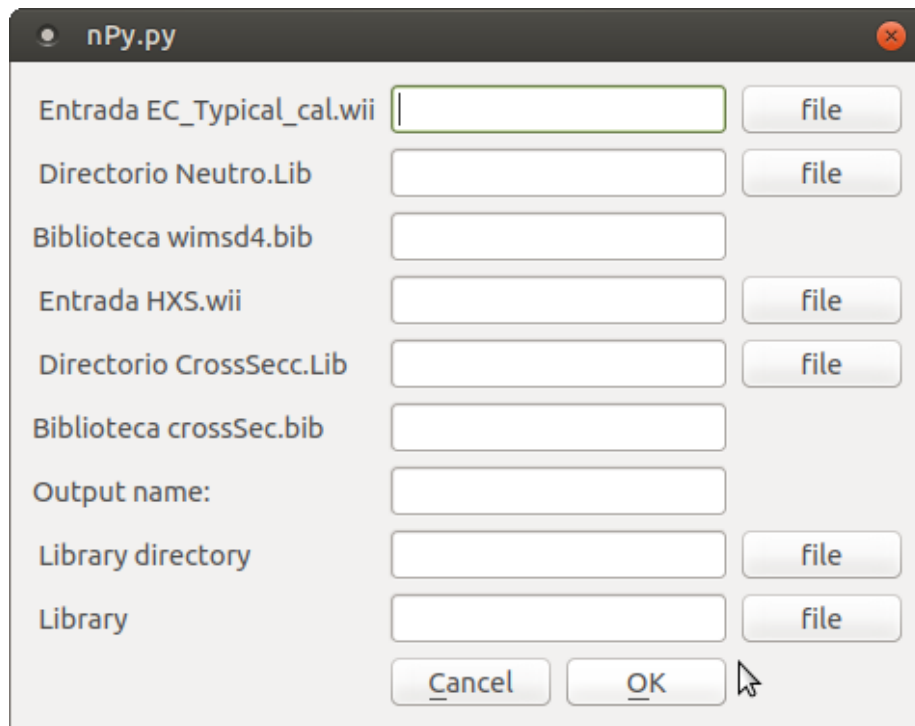 nPy.py
Entrada EC_Typical_cal.wii file
Directorio Neutro.Lib file
Biblioteca wimsd4.bib
Entrada HXS.wii file
Directorio CrossSecc.Lib file
Biblioteca crossSec.bib
Output name:
Library directory file
Library file
Cancel OK